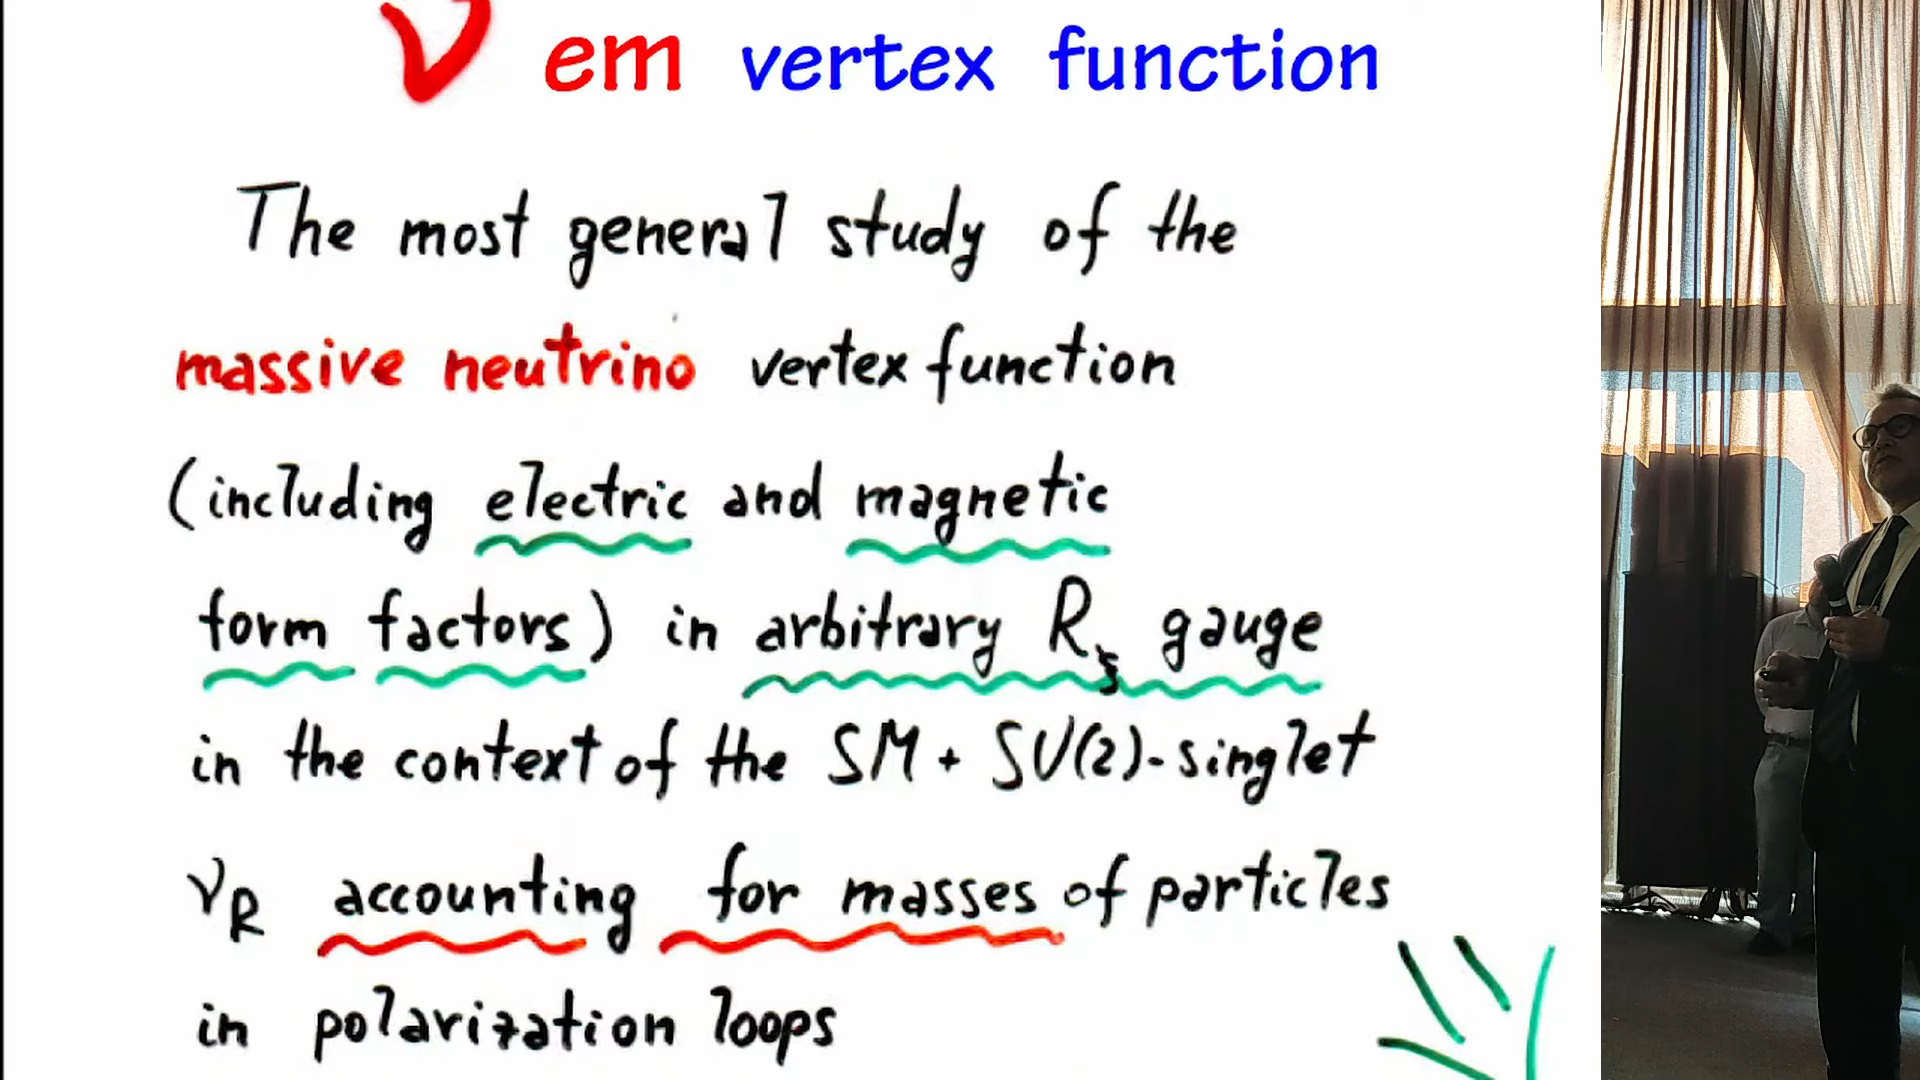 ν em vertex function
The most general study of the
massive neutrino vertex function
(including electric and magnetic
form factors) in arbitrary Rξ gauge
in the context of the SM + SU(2)-singlet
νR accounting for masses of particles
in polarization loops